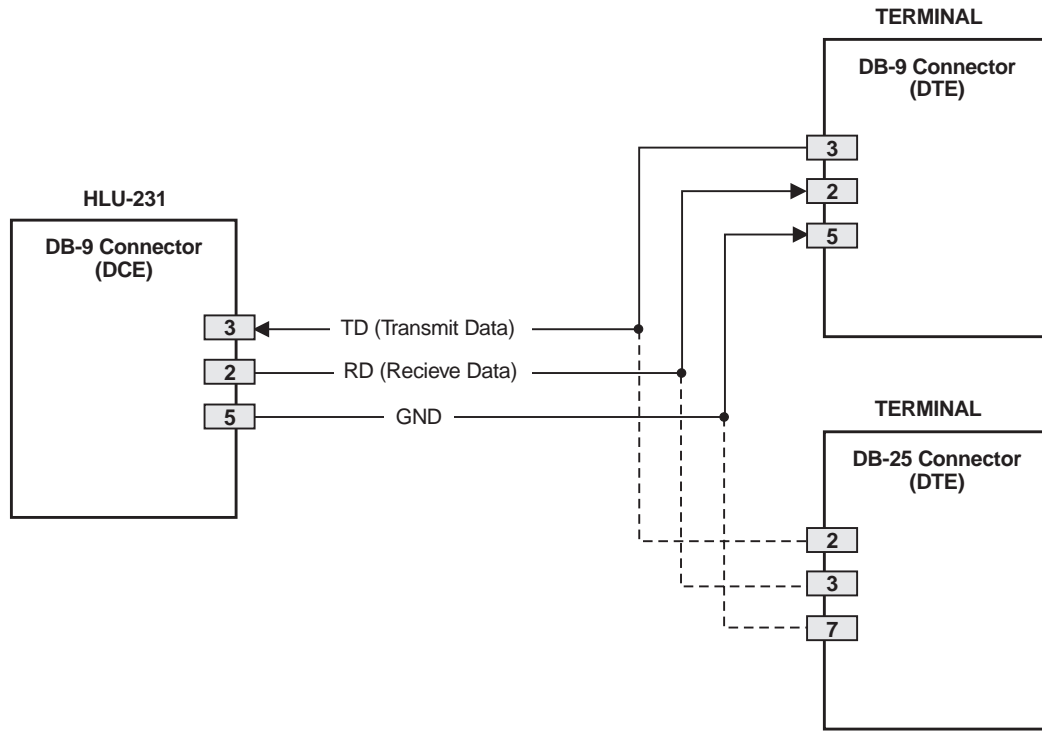 TERMINAL
DB-9 Connector
(DTE)
3
2
5
HLU-231
DB-9 Connector
(DCE)
3
TD (Transmit Data)
2
RD (Recieve Data)
5
GND
TERMINAL
DB-25 Connector
(DTE)
2
3
7